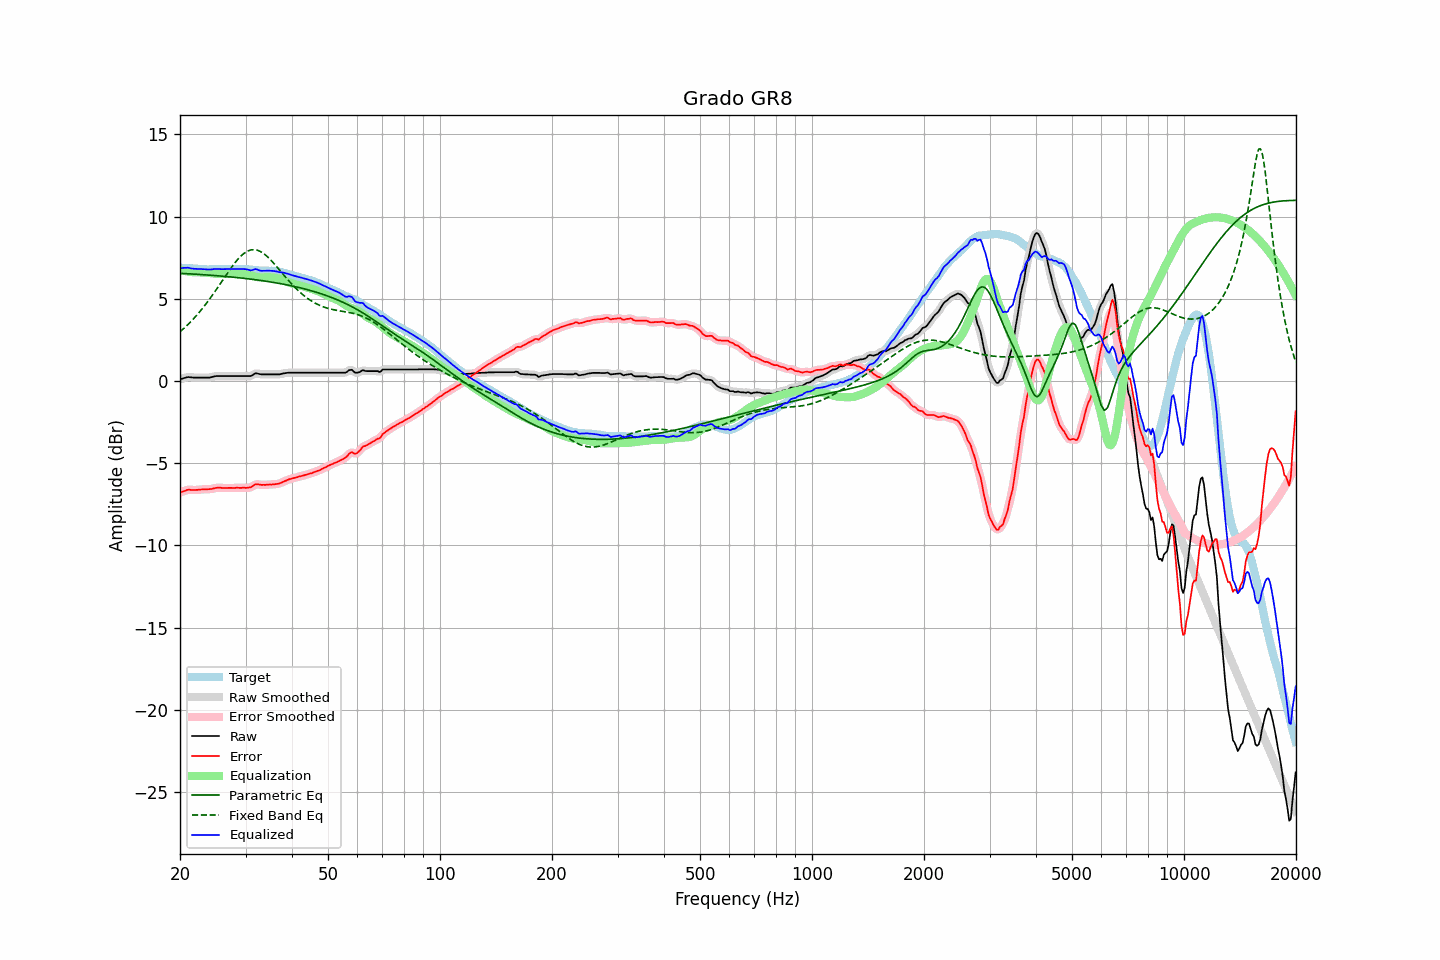 Grado GR8
Amplitude (dBr)
15
10
5
0
−5
−10
−15
−20
−25
Target
Raw Smoothed
Error Smoothed
Raw
Error
Equalization
Parametric Eq
Fixed Band Eq
Equalized
20 50 100 200 500 1000 2000 5000 10000 20000
Frequency (Hz)